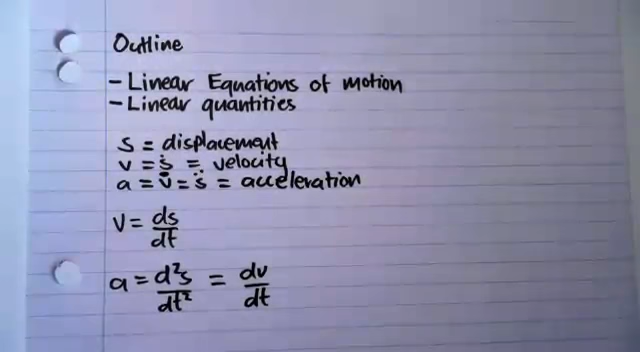 Outline
- Linear Equations of motion
- Linear quantities
s = displacement
v = ṡ = velocity
a = v̇ = s̈ = acceleration
V = ds/dt
a = d²s/dt² = dv/dt